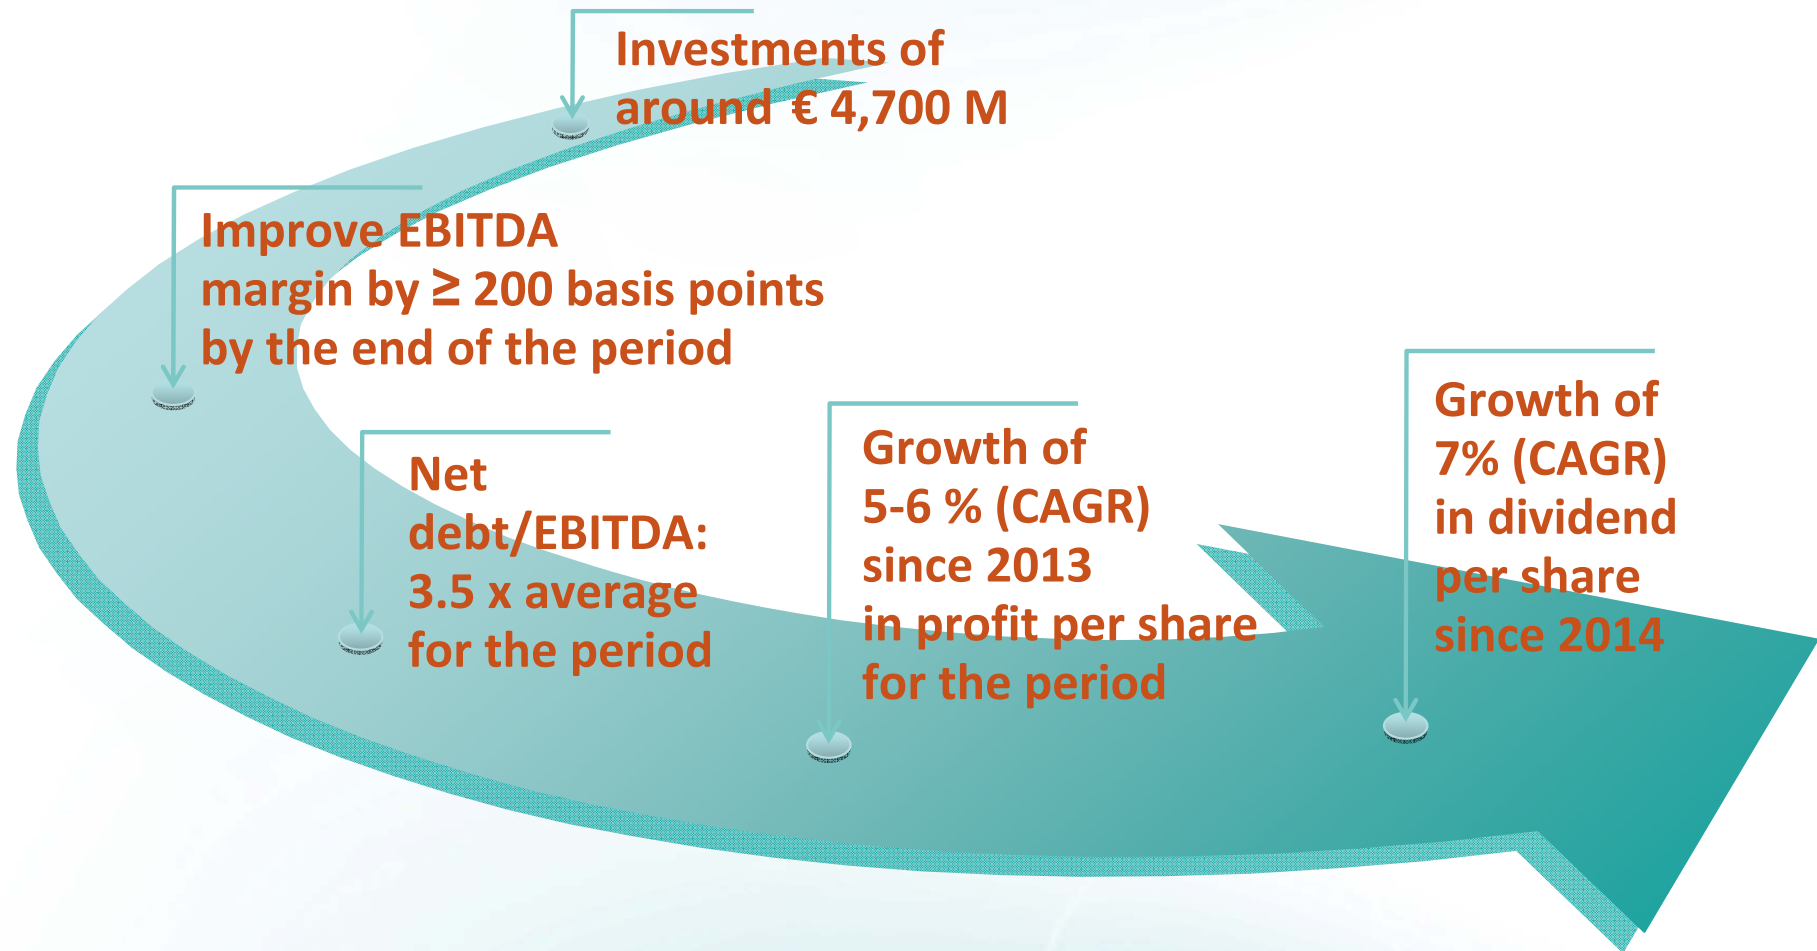 Investments of
around € 4,700 M
Improve EBITDA
margin by ≥ 200 basis points
by the end of the period
Net
debt/EBITDA:
3.5 x average
for the period
Growth of
5-6 % (CAGR)
since 2013
in profit per share
for the period
Growth of
7% (CAGR)
in dividend
per share
since 2014